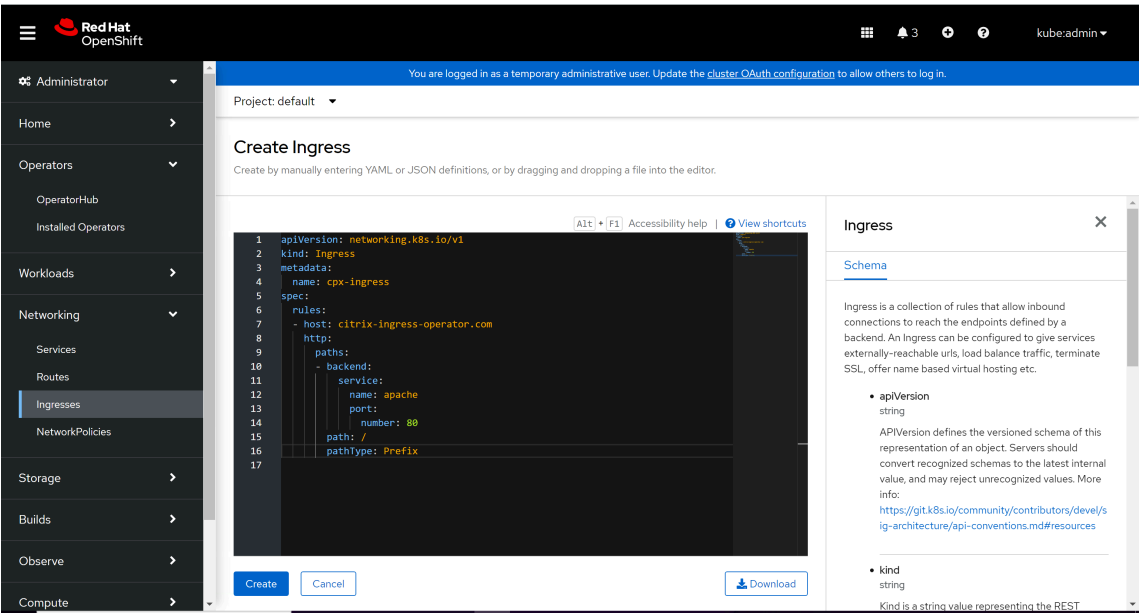 Red Hat
OpenShift
3
kube:admin
Administrator
Home
Operators
OperatorHub
Installed Operators
Workloads
Networking
Services
Routes
Ingresses
NetworkPolicies
Storage
Builds
Observe
Compute
You are logged in as a temporary administrative user. Update the cluster OAuth configuration to allow others to log in.
Project: default
Create Ingress
Create by manually entering YAML or JSON definitions, or by dragging and dropping a file into the editor.
Alt + F1 Accessibility help | View shortcuts
1 apiVersion: networking.k8s.io/v1
2 kind: Ingress
3 metadata:
4 name: cpx-ingress
5 spec:
6 rules:
7 - host: citrix-ingress-operator.com
8 http:
9 paths:
10 - backend:
11 service:
12 name: apache
13 port:
14 number: 80
15 path: /
16 pathType: Prefix
17
Create
Cancel
Download
Ingress
Schema
Ingress is a collection of rules that allow inbound
connections to reach the endpoints defined by a
backend. An Ingress can be configured to give services
externally-reachable urls, load balance traffic, terminate
SSL, offer name based virtual hosting etc.
• apiVersion
string
APIVersion defines the versioned schema of this
representation of an object. Servers should
convert recognized schemas to the latest internal
value, and may reject unrecognized values. More
info:
https://git.k8s.io/community/contributors/devel/s
ig-architecture/api-conventions.md#resources
• kind
string
Kind is a string value representing the REST